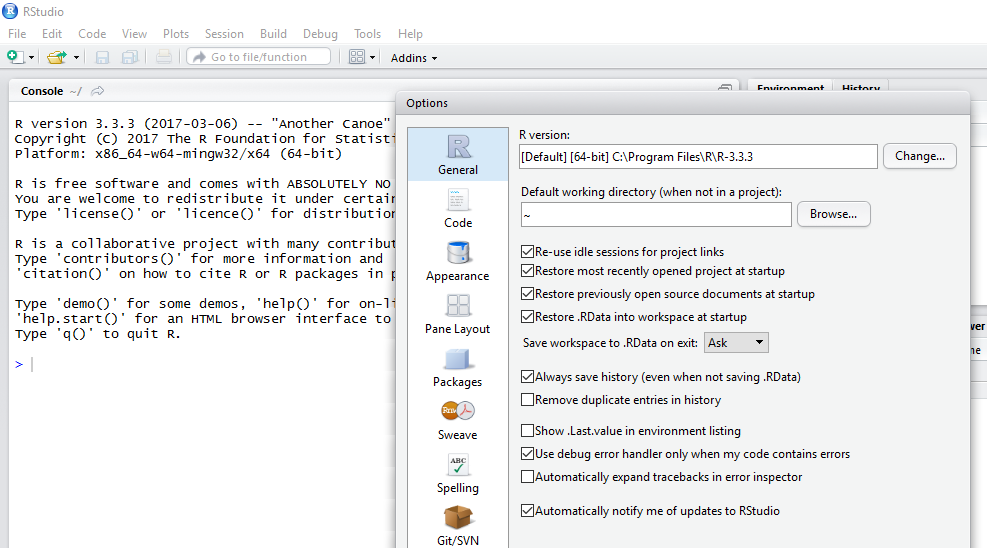 RStudio
File Edit Code View Plots Session Build Debug Tools Help
Go to file/function Addins
Console ~/
Environment History
R version 3.3.3 (2017-03-06) -- "Another Canoe"
Copyright (C) 2017 The R Foundation for Statisti
Platform: x86_64-w64-mingw32/x64 (64-bit)
R is free software and comes with ABSOLUTELY NO
You are welcome to redistribute it under certain
Type 'license()' or 'licence()' for distribution
R is a collaborative project with many contribut
Type 'contributors()' for more information and
'citation()' on how to cite R or R packages in p
Type 'demo()' for some demos, 'help()' for on-li
'help.start()' for an HTML browser interface to
Type 'q()' to quit R.
>
Options
R
General
Code
Appearance
Pane Layout
Packages
Rnw
Sweave
ABC
Spelling
Git/SVN
R version:
[Default] [64-bit] C:\Program Files\R\R-3.3.3
Change...
Default working directory (when not in a project):
~
Browse...
Re-use idle sessions for project links
Restore most recently opened project at startup
Restore previously open source documents at startup
Restore .RData into workspace at startup
Save workspace to .RData on exit: Ask
Always save history (even when not saving .RData)
Remove duplicate entries in history
Show .Last.value in environment listing
Use debug error handler only when my code contains errors
Automatically expand tracebacks in error inspector
Automatically notify me of updates to RStudio